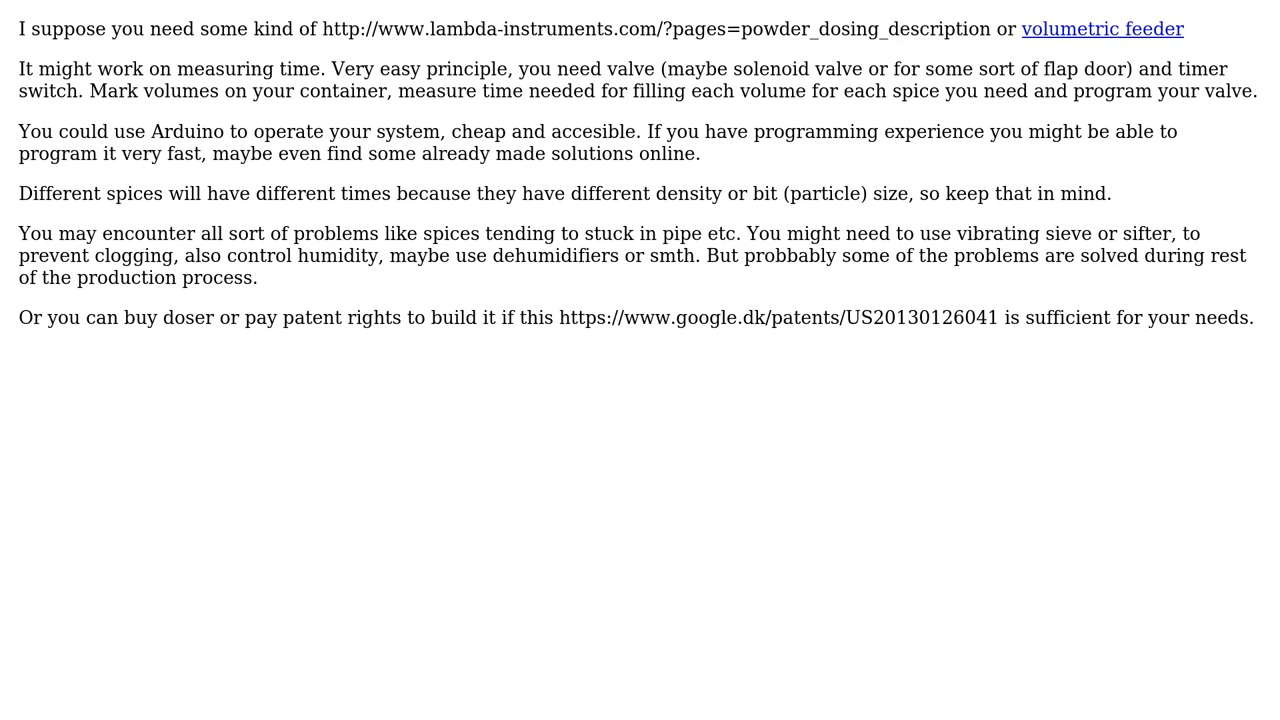 I suppose you need some kind of http://www.lambda-instruments.com/?pages=powder_dosing_description or volumetric feeder
It might work on measuring time. Very easy principle, you need valve (maybe solenoid valve or for some sort of flap door) and timer
switch. Mark volumes on your container, measure time needed for filling each volume for each spice you need and program your valve.
You could use Arduino to operate your system, cheap and accesible. If you have programming experience you might be able to
program it very fast, maybe even find some already made solutions online.
Different spices will have different times because they have different density or bit (particle) size, so keep that in mind.
You may encounter all sort of problems like spices tending to stuck in pipe etc. You might need to use vibrating sieve or sifter, to
prevent clogging, also control humidity, maybe use dehumidifiers or smth. But probbably some of the problems are solved during rest
of the production process.
Or you can buy doser or pay patent rights to build it if this https://www.google.dk/patents/US20130126041 is sufficient for your needs.